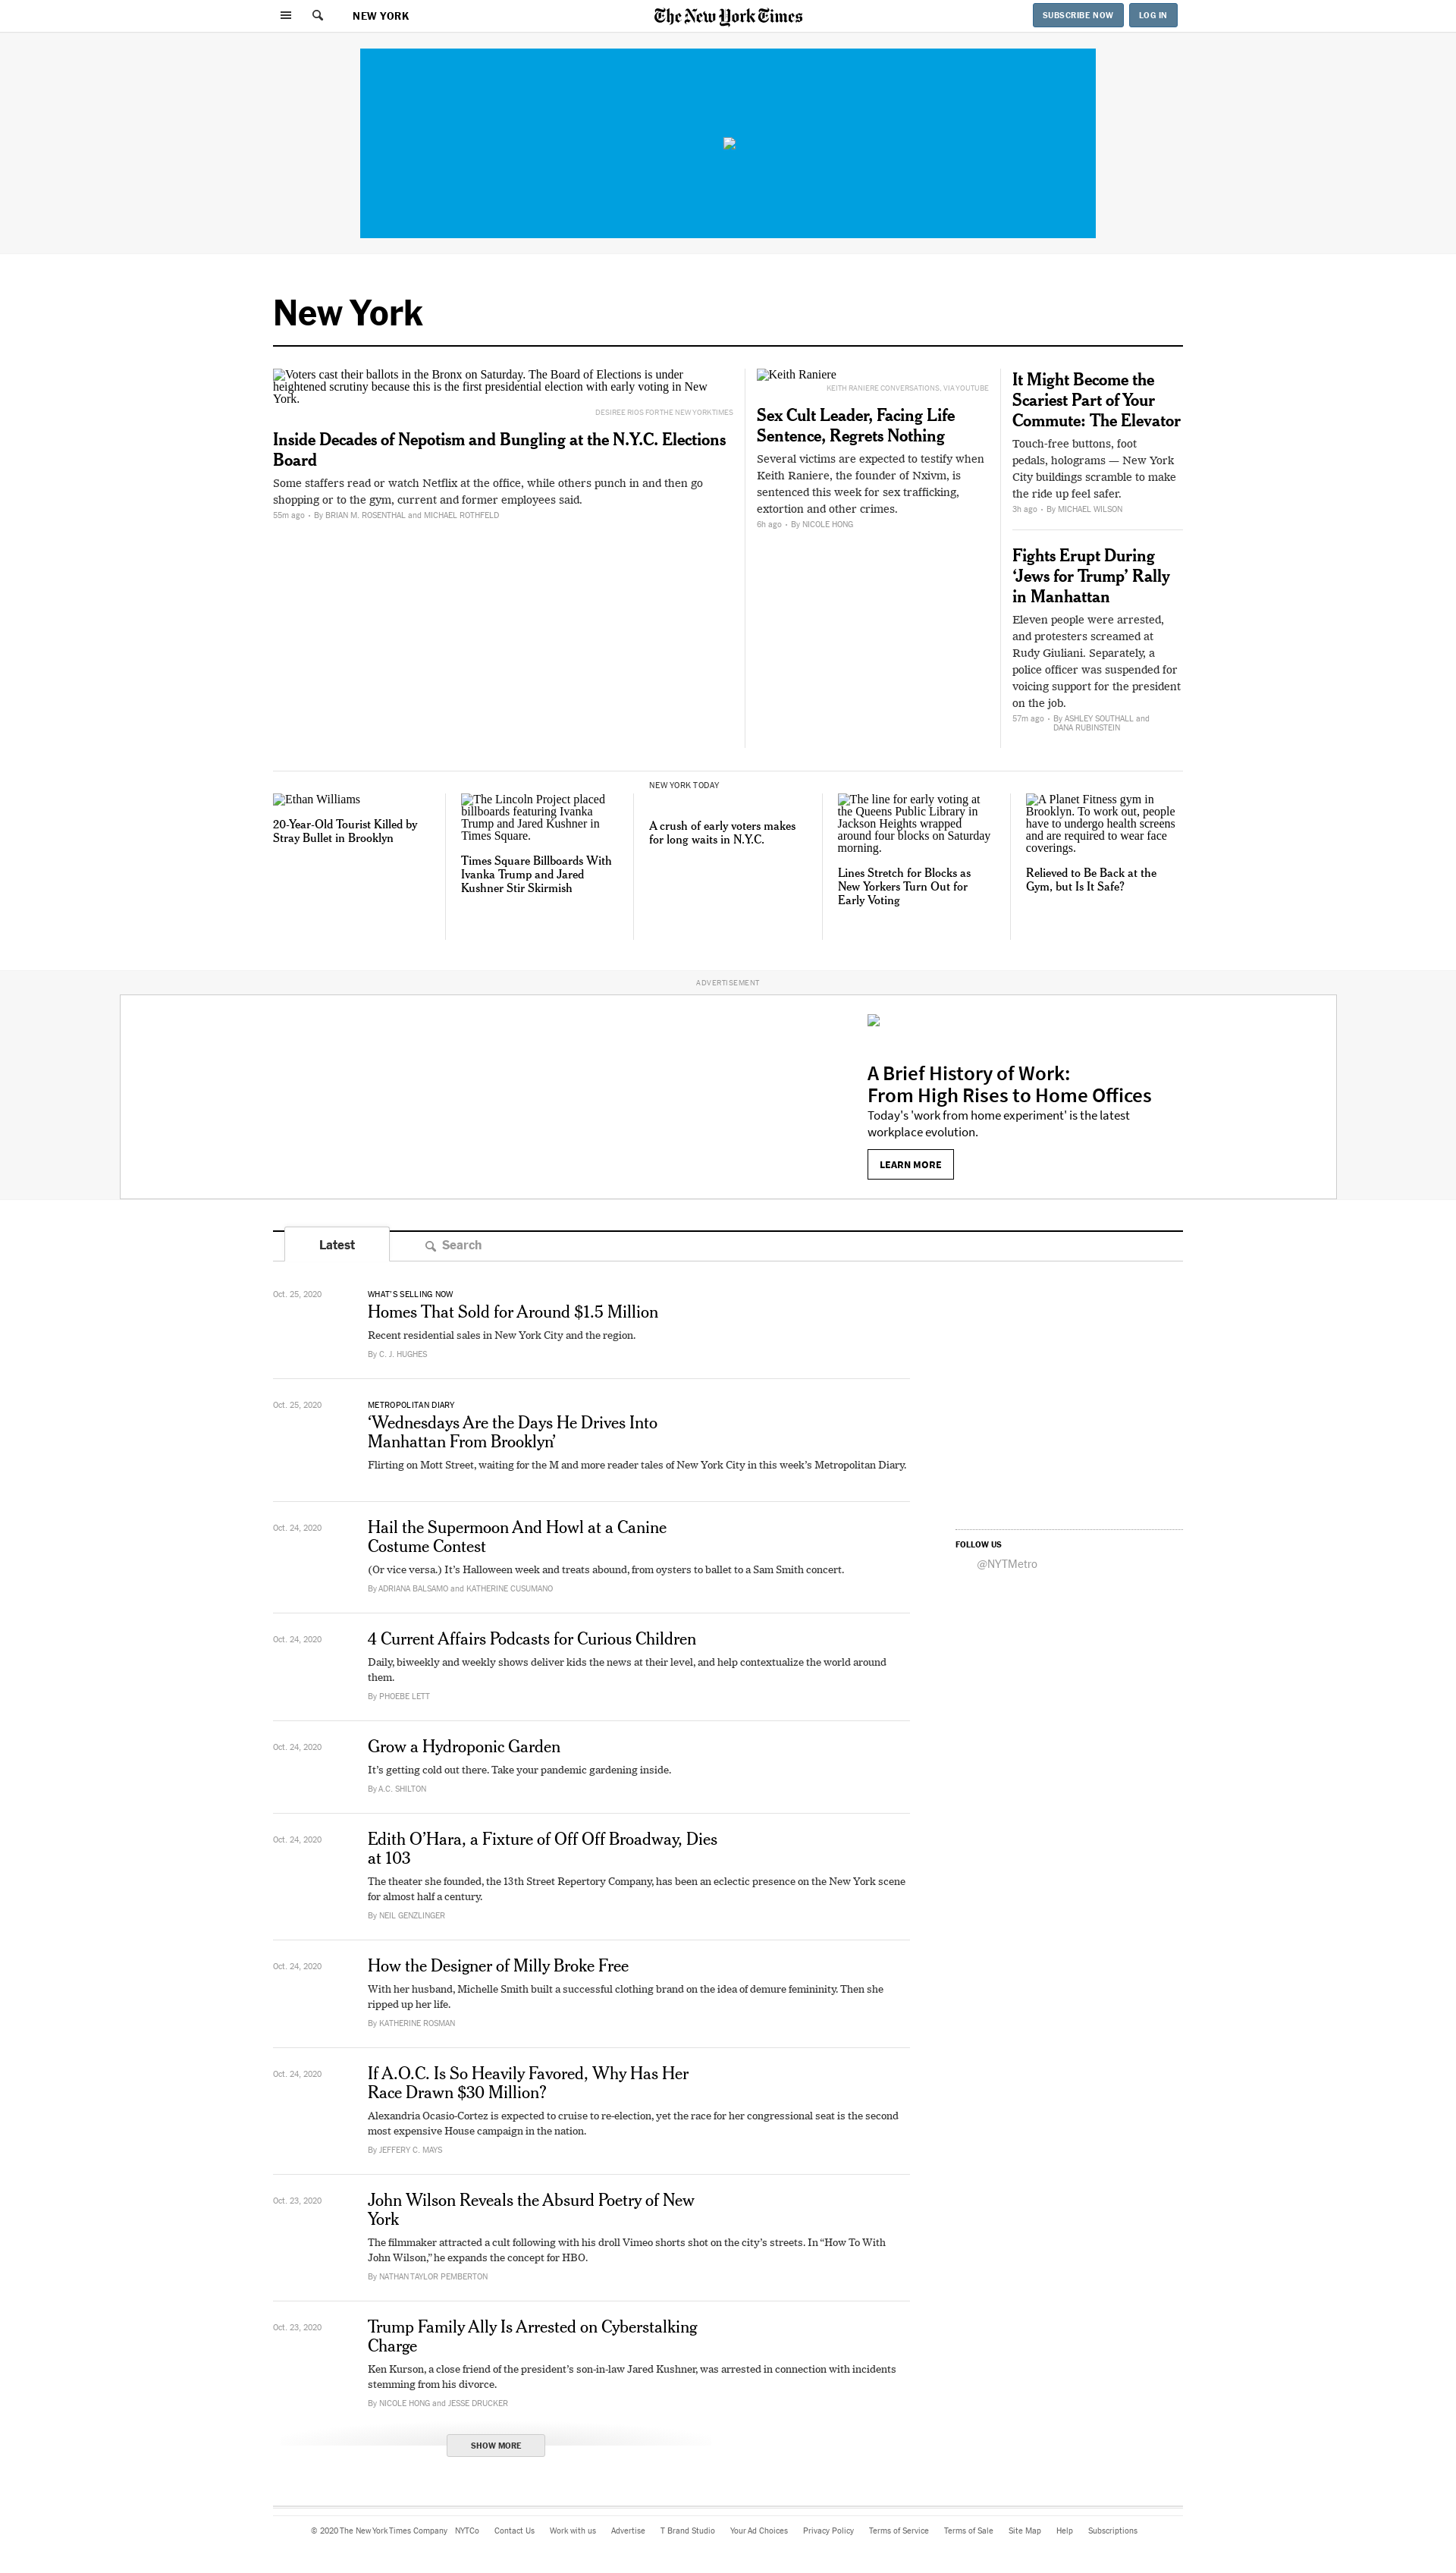 NEW YORK
The New York Times
SUBSCRIBE NOW
LOG IN
New York
Voters cast their ballots in the Bronx on Saturday. The Board of Elections is under
heightened scrutiny because this is the first presidential election with early voting in New
York.
DESIREE RIOS FOR THE NEW YORK TIMES
Inside Decades of Nepotism and Bungling at the N.Y.C. Elections
Board
Some staffers read or watch Netflix at the office, while others punch in and then go
shopping or to the gym, current and former employees said.
55m ago • By BRIAN M. ROSENTHAL and MICHAEL ROTHFELD
Keith Raniere
KEITH RANIERE CONVERSATIONS, VIA YOUTUBE
Sex Cult Leader, Facing Life
Sentence, Regrets Nothing
Several victims are expected to testify when
Keith Raniere, the founder of Nxivm, is
sentenced this week for sex trafficking,
extortion and other crimes.
6h ago • By NICOLE HONG
It Might Become the
Scariest Part of Your
Commute: The Elevator
Touch-free buttons, foot
pedals, holograms — New York
City buildings scramble to make
the ride up feel safer.
3h ago • By MICHAEL WILSON
Fights Erupt During
‘Jews for Trump’ Rally
in Manhattan
Eleven people were arrested,
and protesters screamed at
Rudy Giuliani. Separately, a
police officer was suspended for
voicing support for the president
on the job.
57m ago • By ASHLEY SOUTHALL and
DANA RUBINSTEIN
Ethan Williams
20-Year-Old Tourist Killed by
Stray Bullet in Brooklyn
The Lincoln Project placed
billboards featuring Ivanka
Trump and Jared Kushner in
Times Square.
Times Square Billboards With
Ivanka Trump and Jared
Kushner Stir Skirmish
NEW YORK TODAY
A crush of early voters makes
for long waits in N.Y.C.
The line for early voting at
the Queens Public Library in
Jackson Heights wrapped
around four blocks on Saturday
morning.
Lines Stretch for Blocks as
New Yorkers Turn Out for
Early Voting
A Planet Fitness gym in
Brooklyn. To work out, people
have to undergo health screens
and are required to wear face
coverings.
Relieved to Be Back at the
Gym, but Is It Safe?
ADVERTISEMENT
A Brief History of Work:
From High Rises to Home Offices
Today's 'work from home experiment' is the latest
workplace evolution.
LEARN MORE
Latest
Search
Oct. 25, 2020
WHAT'S SELLING NOW
Homes That Sold for Around $1.5 Million
Recent residential sales in New York City and the region.
By C. J. HUGHES
Oct. 25, 2020
METROPOLITAN DIARY
‘Wednesdays Are the Days He Drives Into
Manhattan From Brooklyn’
Flirting on Mott Street, waiting for the M and more reader tales of New York City in this week’s Metropolitan Diary.
Oct. 24, 2020
Hail the Supermoon And Howl at a Canine
Costume Contest
(Or vice versa.) It’s Halloween week and treats abound, from oysters to ballet to a Sam Smith concert.
By ADRIANA BALSAMO and KATHERINE CUSUMANO
FOLLOW US
@NYTMetro
Oct. 24, 2020
4 Current Affairs Podcasts for Curious Children
Daily, biweekly and weekly shows deliver kids the news at their level, and help contextualize the world around
them.
By PHOEBE LETT
Oct. 24, 2020
Grow a Hydroponic Garden
It’s getting cold out there. Take your pandemic gardening inside.
By A.C. SHILTON
Oct. 24, 2020
Edith O’Hara, a Fixture of Off Off Broadway, Dies
at 103
The theater she founded, the 13th Street Repertory Company, has been an eclectic presence on the New York scene
for almost half a century.
By NEIL GENZLINGER
Oct. 24, 2020
How the Designer of Milly Broke Free
With her husband, Michelle Smith built a successful clothing brand on the idea of demure femininity. Then she
ripped up her life.
By KATHERINE ROSMAN
Oct. 24, 2020
If A.O.C. Is So Heavily Favored, Why Has Her
Race Drawn $30 Million?
Alexandria Ocasio-Cortez is expected to cruise to re-election, yet the race for her congressional seat is the second
most expensive House campaign in the nation.
By JEFFERY C. MAYS
Oct. 23, 2020
John Wilson Reveals the Absurd Poetry of New
York
The filmmaker attracted a cult following with his droll Vimeo shorts shot on the city’s streets. In “How To With
John Wilson,” he expands the concept for HBO.
By NATHAN TAYLOR PEMBERTON
Oct. 23, 2020
Trump Family Ally Is Arrested on Cyberstalking
Charge
Ken Kurson, a close friend of the president’s son-in-law Jared Kushner, was arrested in connection with incidents
stemming from his divorce.
By NICOLE HONG and JESSE DRUCKER
SHOW MORE
© 2020 The New York Times Company NYTCo Contact Us Work with us Advertise T Brand Studio Your Ad Choices Privacy Policy Terms of Service Terms of Sale Site Map Help Subscriptions